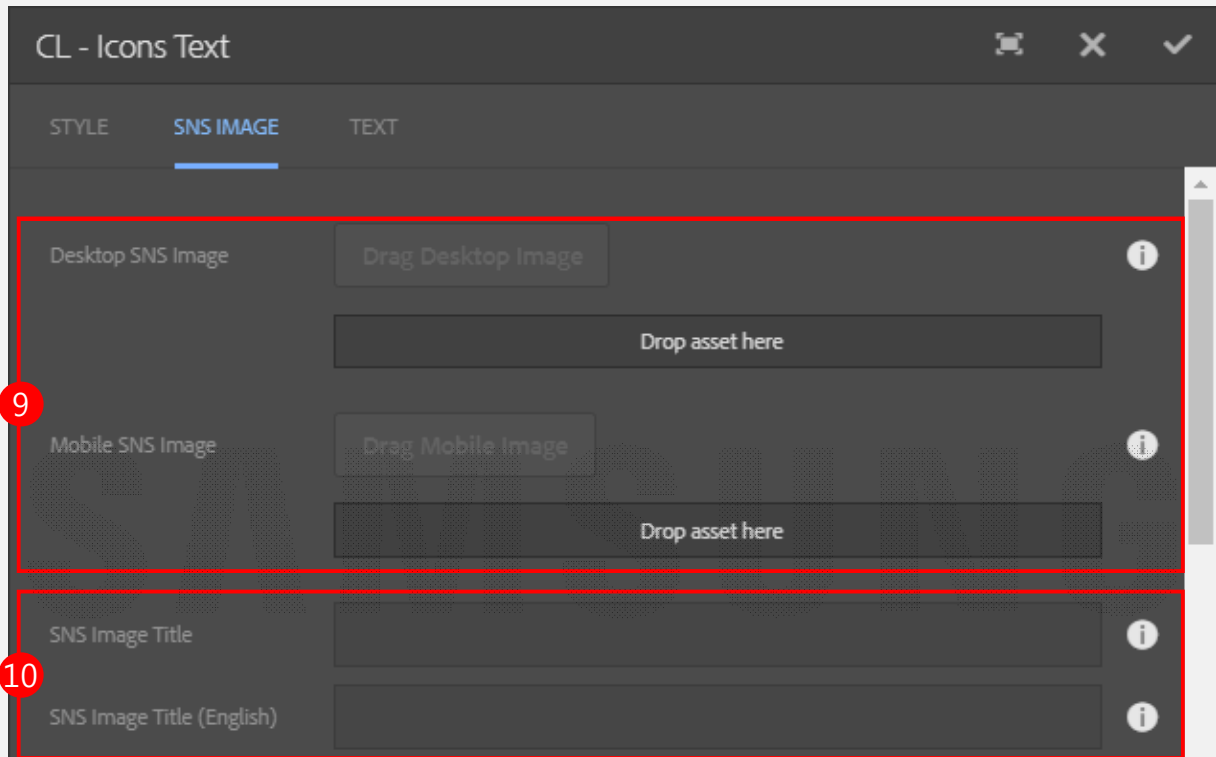 CL - Icons Text
STYLE SNS IMAGE TEXT
Desktop SNS Image Drag Desktop Image
Drop asset here
9
Mobile SNS Image Drag Mobile Image
SAMSUNG
Drop asset here
SNS Image Title
10
SNS Image Title (English)